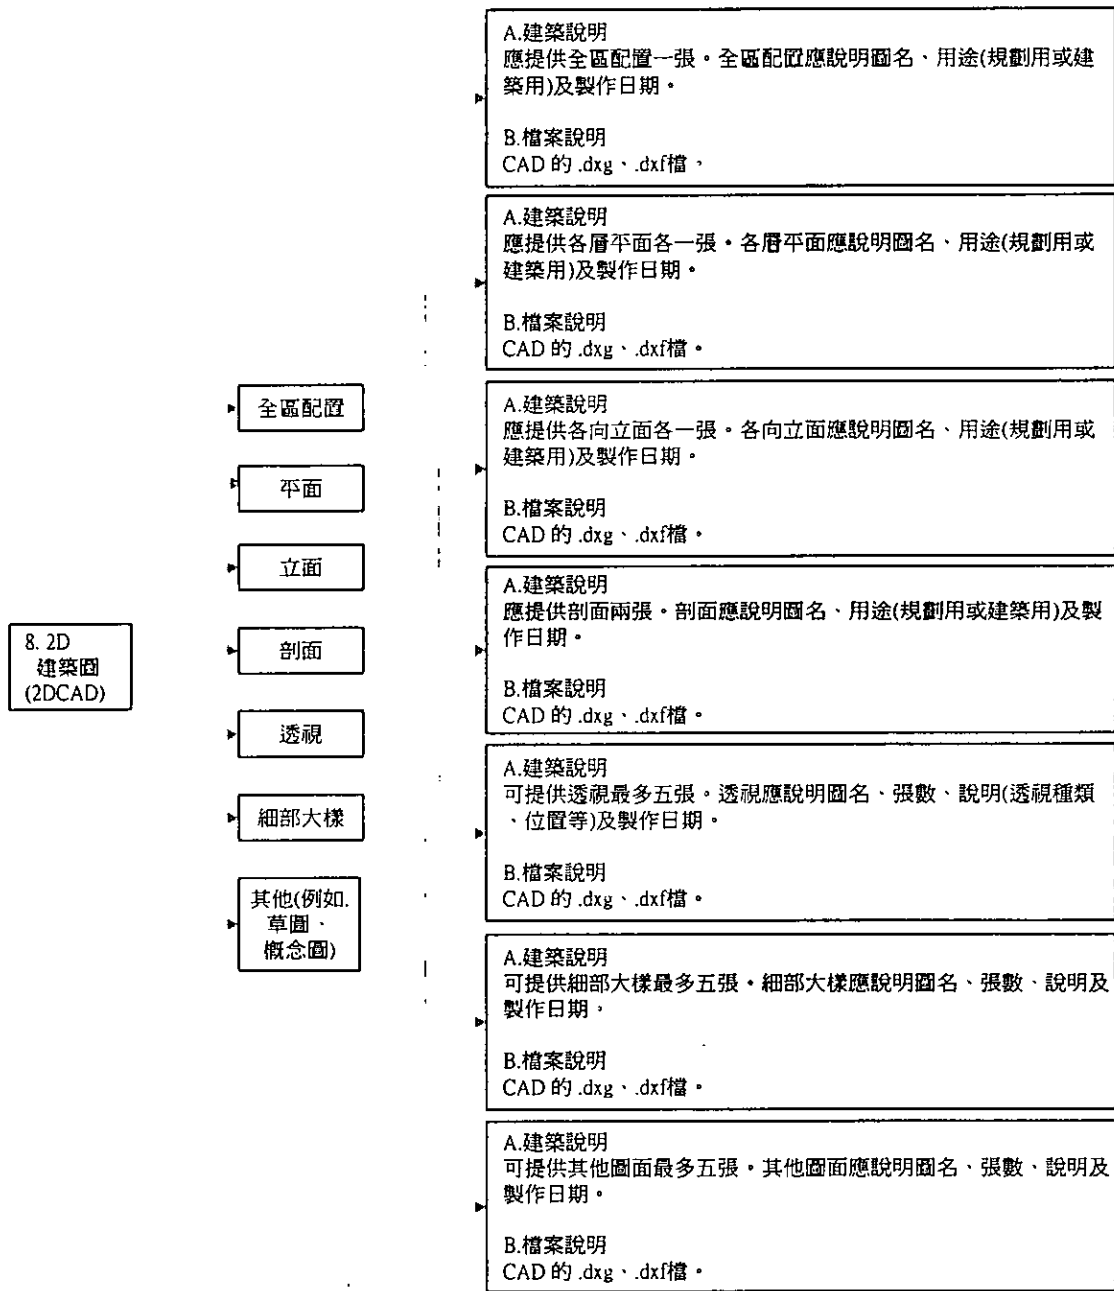 8. 2D
建築圖
(2DCAD)
全區配置
平面
立面
剖面
透視
細部大樣
其他(例如.
草圖、
概念圖)
A.建築說明
應提供全區配置一張。全區配置應說明圖名、用途(規劃用或建
築用)及製作日期。
B.檔案說明
CAD 的 .dxg、.dxf檔，
A.建築說明
應提供各層平面各一張。各層平面應說明圖名、用途(規劃用或
建築用)及製作日期。
B.檔案說明
CAD 的 .dxg、.dxf檔。
A.建築說明
應提供各向立面各一張。各向立面應說明圖名、用途(規劃用或
建築用)及製作日期。
B.檔案說明
CAD 的 .dxg、.dxf檔。
A.建築說明
應提供剖面兩張。剖面應說明圖名、用途(規劃用或建築用)及製
作日期。
B.檔案說明
CAD 的 .dxg、.dxf檔。
A.建築說明
可提供透視最多五張。透視應說明圖名、張數、說明(透視種類
、位置等)及製作日期。
B.檔案說明
CAD 的 .dxg、.dxf檔。
A.建築說明
可提供細部大樣最多五張。細部大樣應說明圖名、張數、說明及
製作日期，
B.檔案說明
CAD 的 .dxg、.dxf檔。
A.建築說明
可提供其他圖面最多五張。其他圖面應說明圖名、張數、說明及
製作日期。
B.檔案說明
CAD 的 .dxg、.dxf檔。